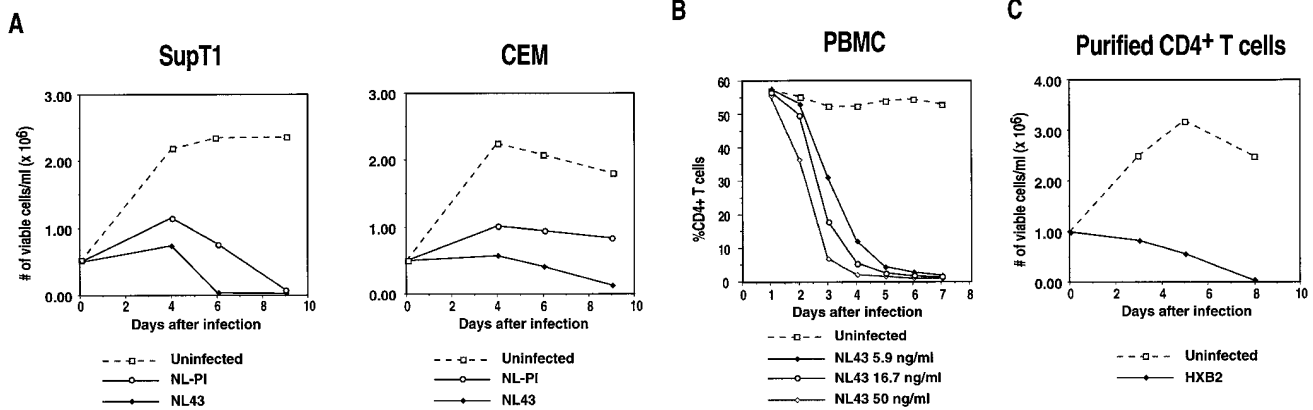 A
SupT1
# of viable cells/ml (x 10⁶)
3.00
2.00
1.00
0.00
0 2 4 6 8 10
Days after infection
Uninfected
NL-PI
NL43
CEM
3.00
2.00
1.00
0.00
0 2 4 6 8 10
Days after infection
Uninfected
NL-PI
NL43
B
PBMC
%CD4+ T cells
60
50
40
30
20
10
0
0 1 2 3 4 5 6 7 8
Days after infection
Uninfected
NL43 5.9 ng/ml
NL43 16.7 ng/ml
NL43 50 ng/ml
C
Purified CD4⁺ T cells
# of viable cells/ml (x 10⁶)
4.00
3.00
2.00
1.00
0.00
0 2 4 6 8 10
Days after infection
Uninfected
HXB2